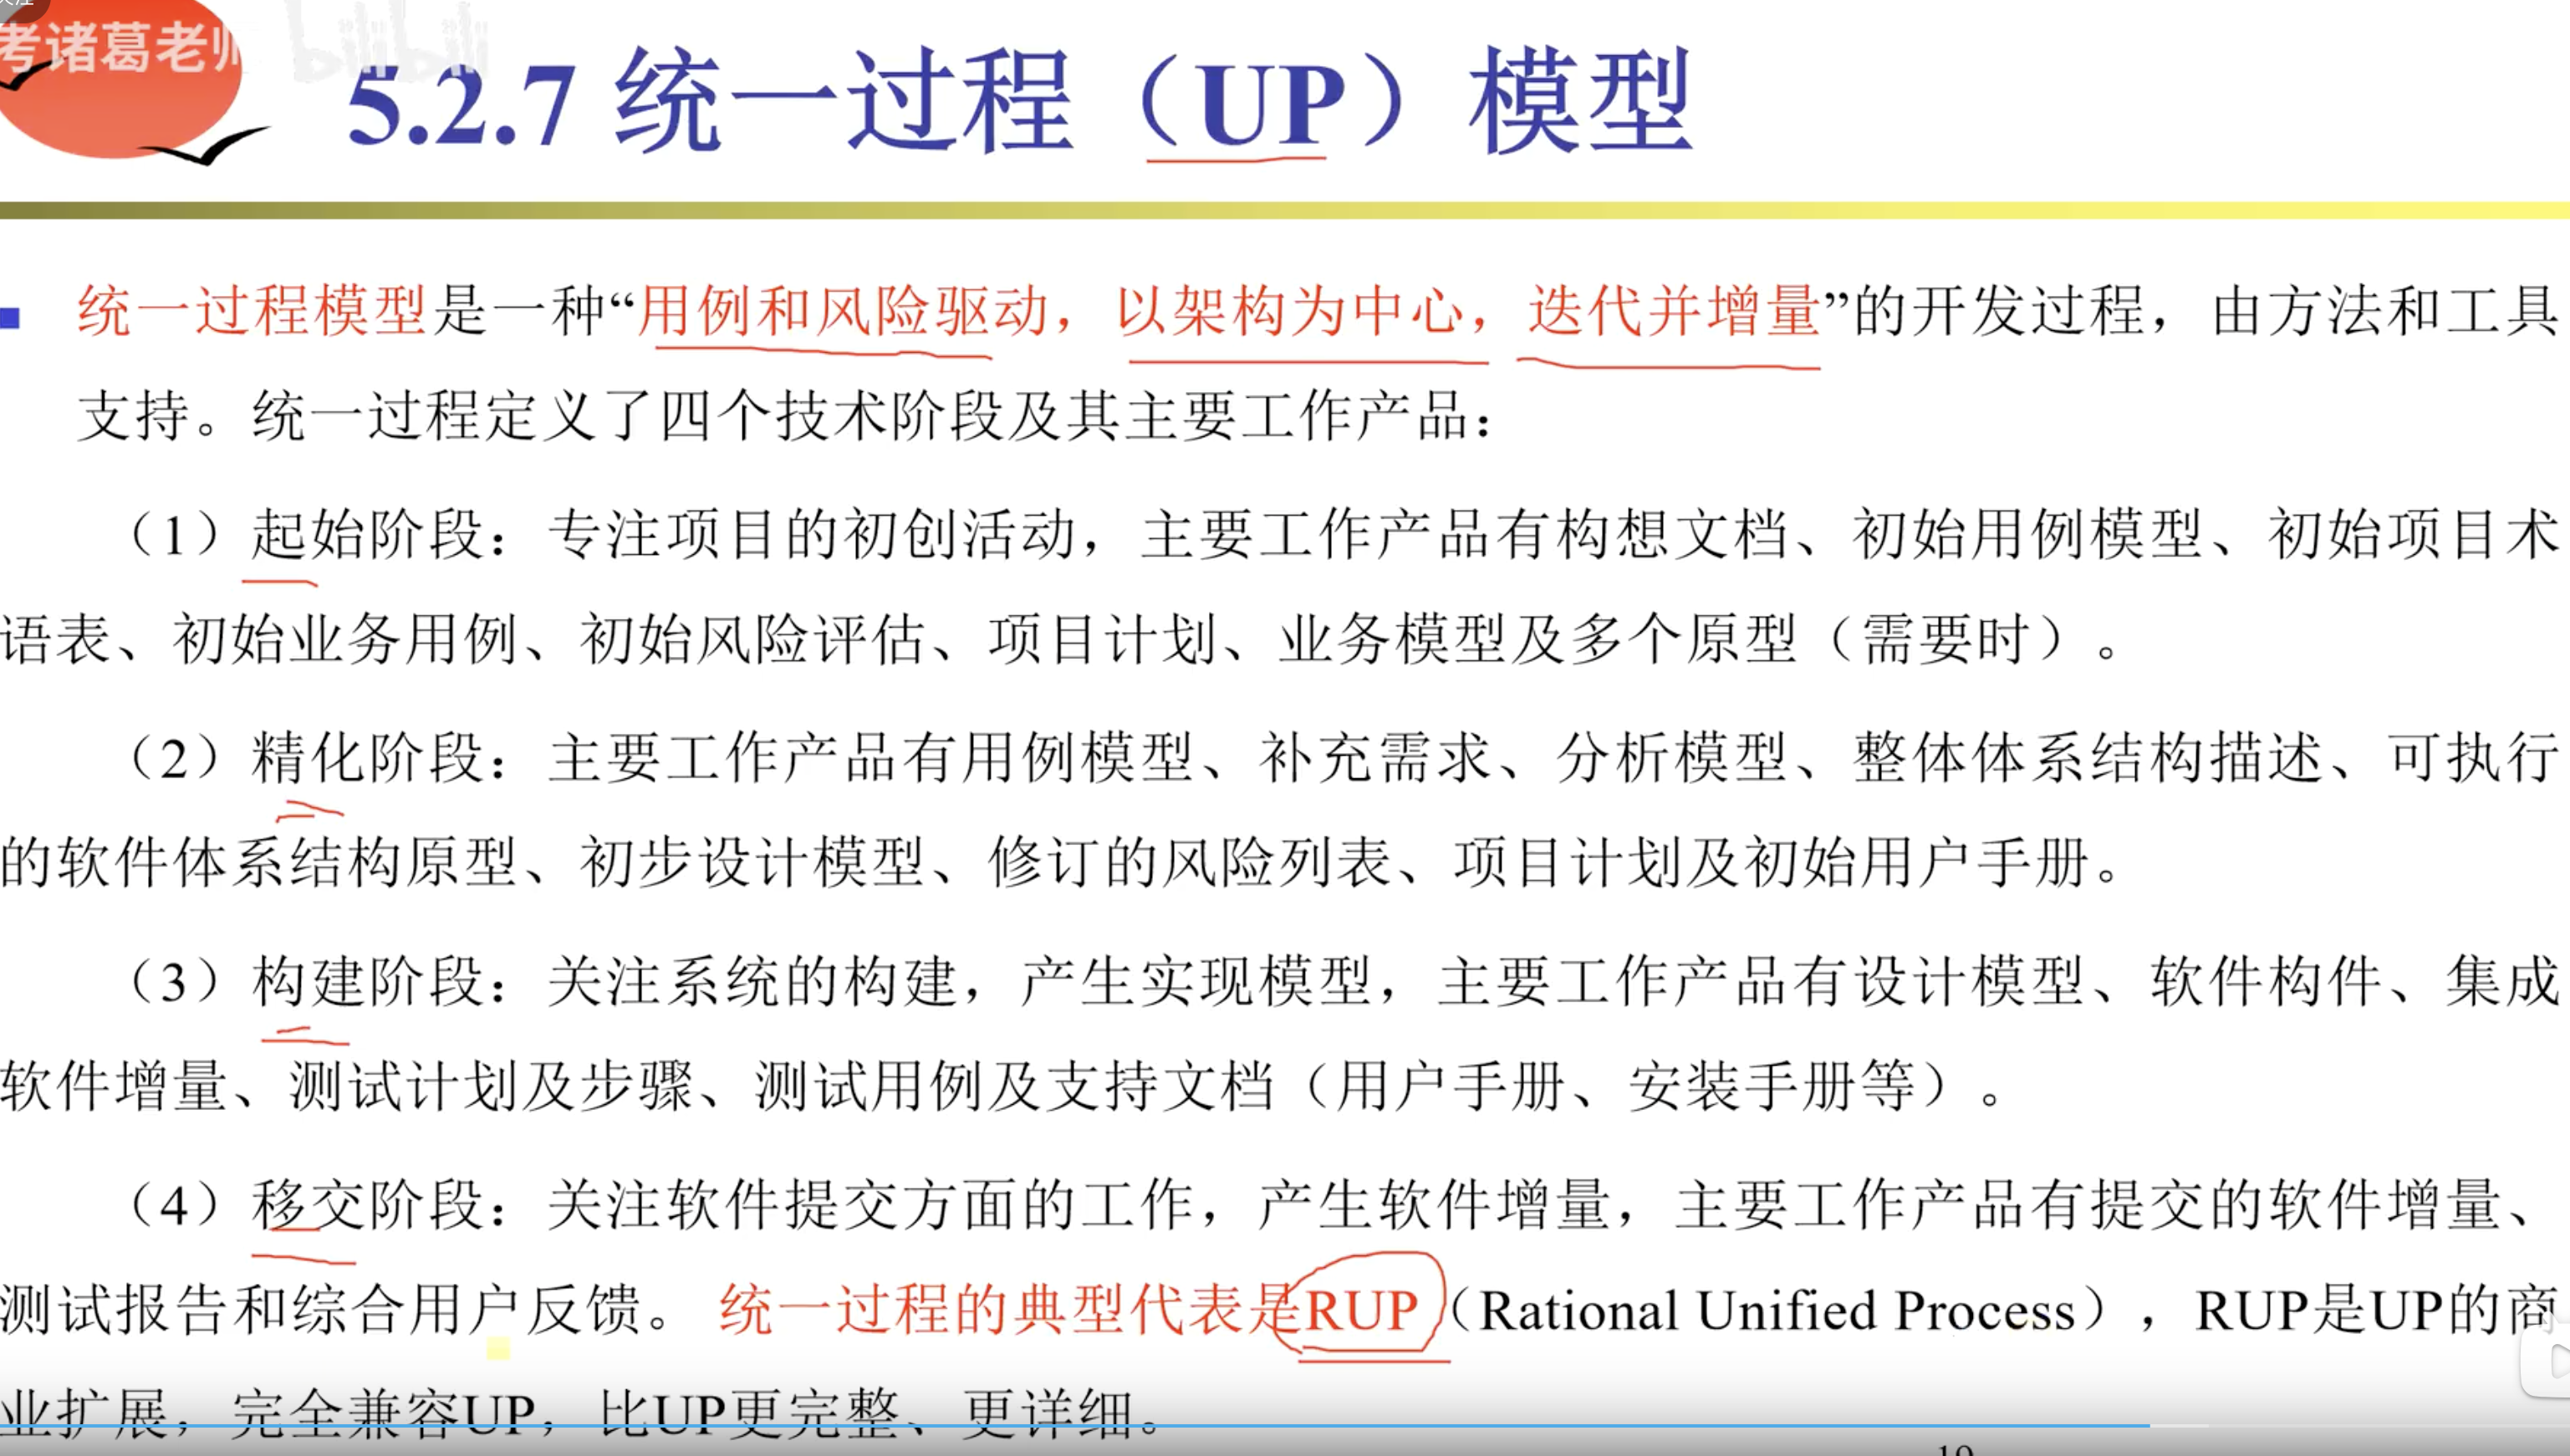 考诸葛老师
bilibili
5.2.7 统一过程（UP）模型
统一过程模型是一种“用例和风险驱动，以架构为中心，迭代并增量”的开发过程，由方法和工具
支持。统一过程定义了四个技术阶段及其主要工作产品：
（1）起始阶段：专注项目的初创活动，主要工作产品有构想文档、初始用例模型、初始项目术
语表、初始业务用例、初始风险评估、项目计划、业务模型及多个原型（需要时）。
（2）精化阶段：主要工作产品有用例模型、补充需求、分析模型、整体体系结构描述、可执行
的软件体系结构原型、初步设计模型、修订的风险列表、项目计划及初始用户手册。
（3）构建阶段：关注系统的构建，产生实现模型，主要工作产品有设计模型、软件构件、集成
软件增量、测试计划及步骤、测试用例及支持文档（用户手册、安装手册等）。
（4）移交阶段：关注软件提交方面的工作，产生软件增量，主要工作产品有提交的软件增量、
测试报告和综合用户反馈。 统一过程的典型代表是RUP（Rational Unified Process），RUP是UP的商
业扩展，完全兼容UP，比UP更完整、更详细。